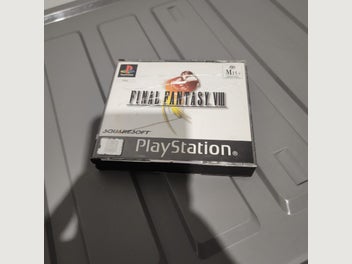 FINAL FANTASY VIII
SQUARESOFT
PlayStation